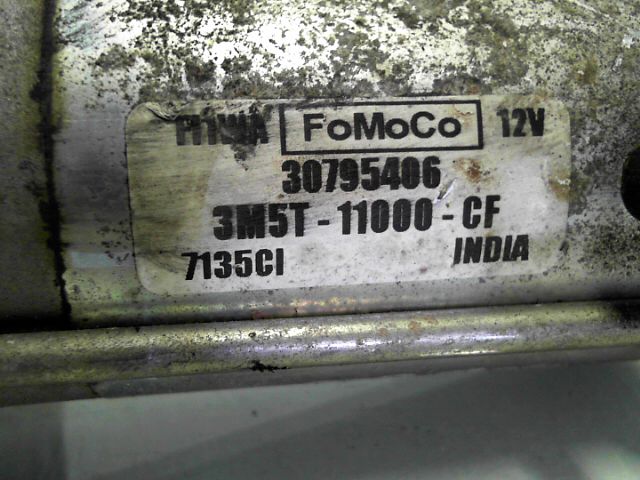 FoMoCo 12V
30795406
3M5T - 11000 - CF
7135CI INDIA